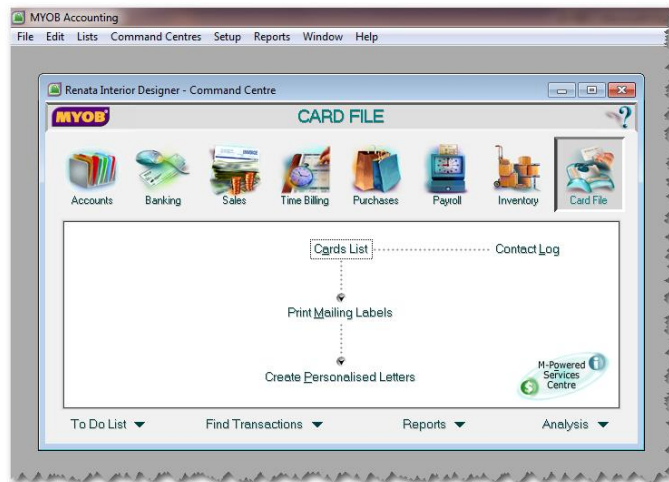 MYOB Accounting
File Edit Lists Command Centres Setup Reports Window Help
Renata Interior Designer - Command Centre
MYOB CARD FILE
Accounts Banking Sales Time Billing Purchases Payroll Inventory Card File
Cards List Contact Log
Print Mailing Labels
Create Personalised Letters
M-Powered
Services
Centre
To Do List Find Transactions Reports Analysis